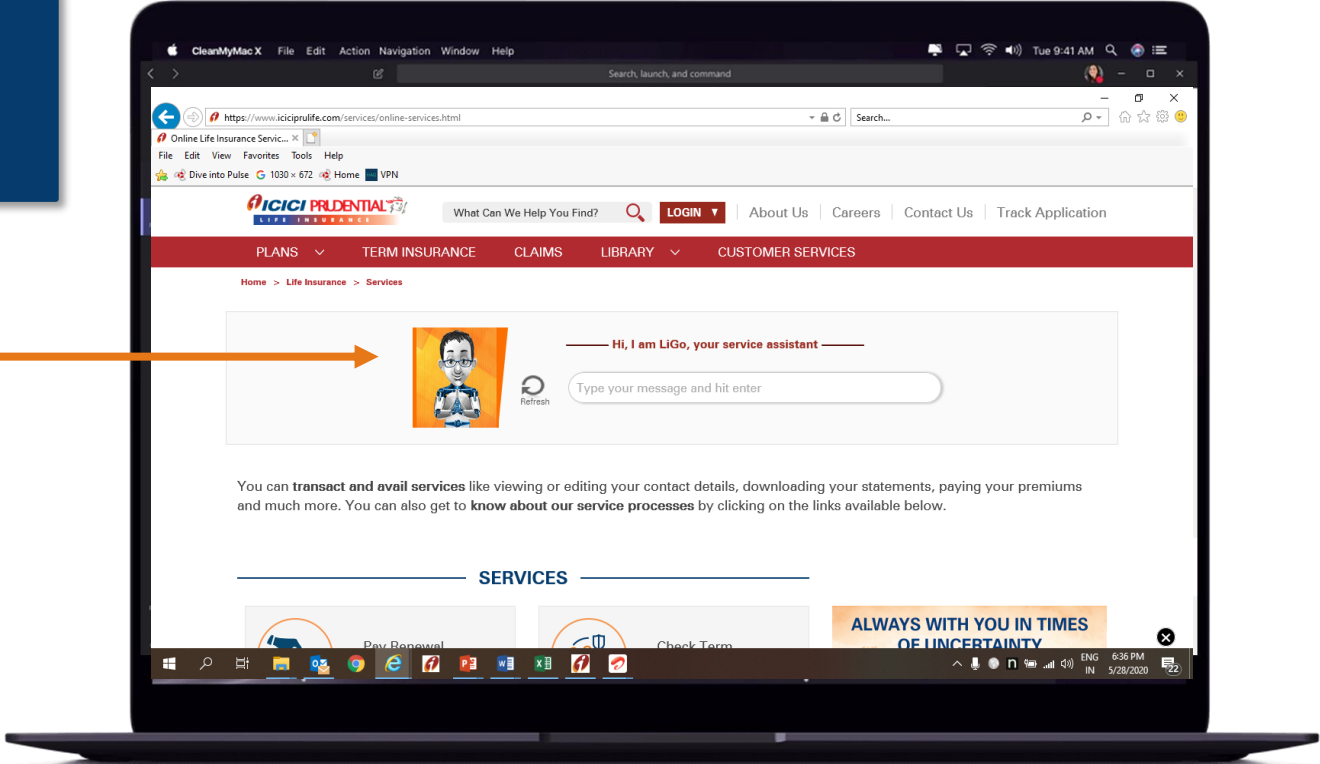 CleanMyMac X File Edit Action Navigation Window Help Tue 9:41 AM
Search, launch, and command
https://www.iciciprulife.com/services/online-services.html Search...
Online Life Insurance Servic...
File Edit View Favorites Tools Help
Dive into Pulse G 1030 × 672 Home VPN
ICICI PRUDENTIAL
LIFE INSURANCE
What Can We Help You Find? LOGIN About Us Careers Contact Us Track Application
PLANS TERM INSURANCE CLAIMS LIBRARY CUSTOMER SERVICES
Home > Life Insurance > Services
Hi, I am LiGo, your service assistant
Refresh
Type your message and hit enter
You can transact and avail services like viewing or editing your contact details, downloading your statements, paying your premiums
and much more. You can also get to know about our service processes by clicking on the links available below.
SERVICES
Pay Renewal
Check Term
ALWAYS WITH YOU IN TIMES
OF UNCERTAINTY
ENG 6:36 PM
IN 5/28/2020
22